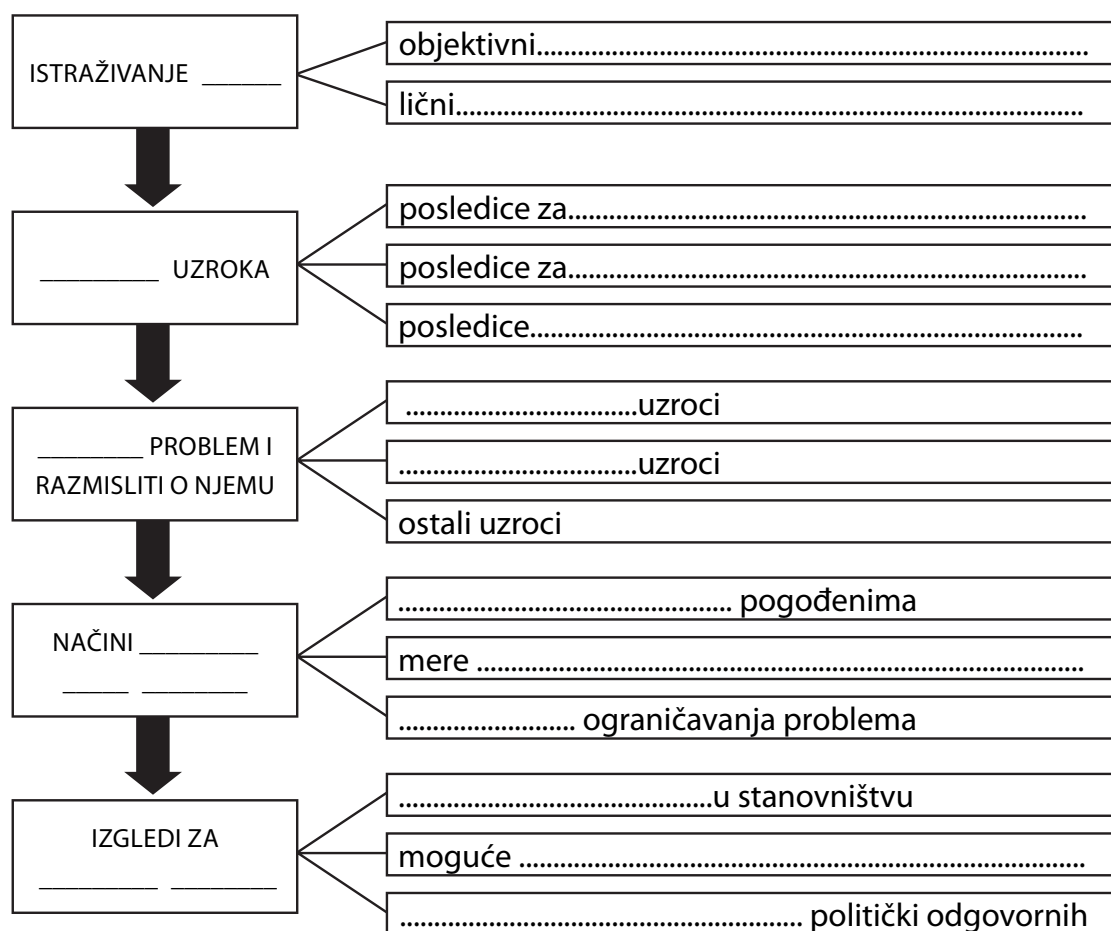 ISTRAŽIVANJE ______
objektivni................................................................................
lični...........................................................................................
_________ UZROKA
posledice za...........................................................................
posledice za...........................................................................
posledice................................................................................
________ PROBLEM I
RAZMISLITI O NJEMU
..................................uzroci
..................................uzroci
ostali uzroci
NAČINI _________
_____ ________
................................................ pogođenima
mere ........................................................................................
.......................... ograničavanja problema
IZGLEDI ZA
_________ ________
.............................................u stanovništvu
moguće ..................................................................................
.......................................................... politički odgovornih